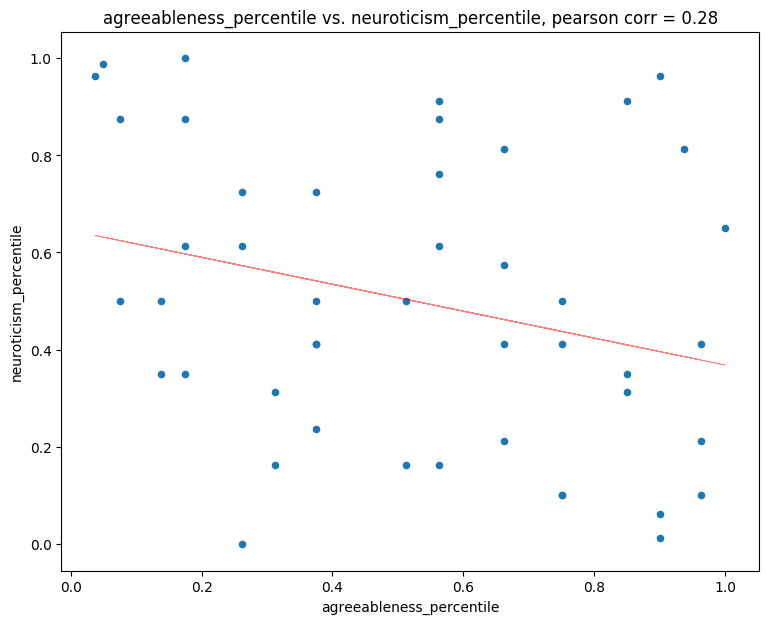 agreeableness_percentile vs. neuroticism_percentile, pearson corr = 0.28
1.0
0.8
0.6
0.4
0.2
0.0
neuroticism_percentile
0.0 0.2 0.4 0.6 0.8 1.0
agreeableness_percentile